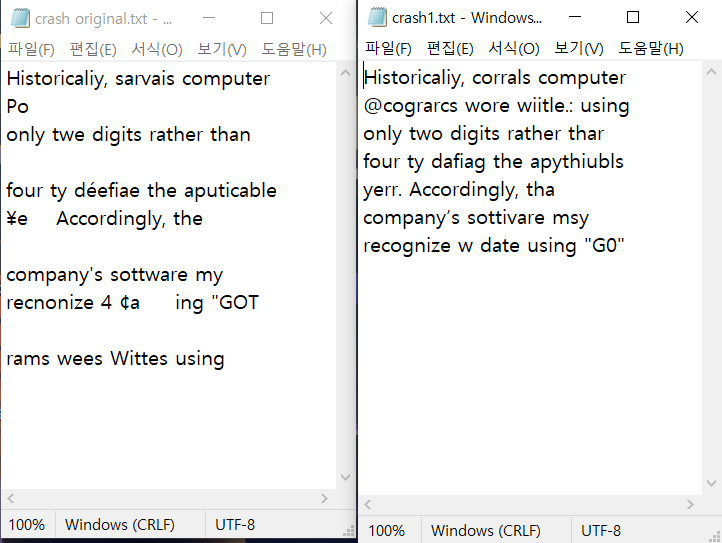 crash original.txt - ...
파일(F) 편집(E) 서식(O) 보기(V) 도움말(H)
Historicaliy, sarvais computer
Po
only twe digits rather than
four ty déefiae the aputicable
¥e Accordingly, the
company's sottware my
recnonize 4 ¢a ing "GOT
rams wees Wittes using
100% Windows (CRLF) UTF-8
crash1.txt - Windows...
파일(F) 편집(E) 서식(O) 보기(V) 도움말(H)
Historicaliy, corrals computer
@cograrcs wore wiitle.: using
only two digits rather thar
four ty dafiag the apythiubls
yerr. Accordingly, tha
company’s sottivare msy
recognize w date using "G0"
100% Windows (CRLF) UTF-8